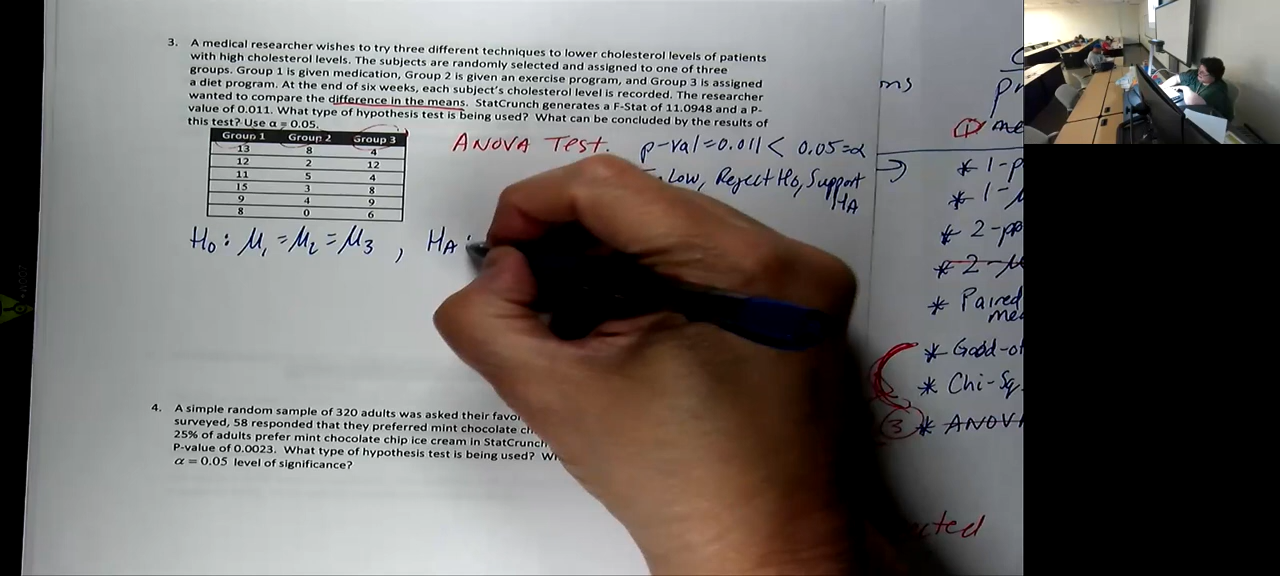 3. A medical researcher wishes to try three different techniques to lower cholesterol levels of patients
with high cholesterol levels. The subjects are randomly selected and assigned to one of three
groups. Group 1 is given medication, Group 2 is given an exercise program, and Group 3 is assigned
a diet program. At the end of six weeks, each subject's cholesterol level is recorded. The researcher
wanted to compare the difference in the means. StatCrunch generates a F-Stat of 11.0948 and a P-
value of 0.011. What type of hypothesis test is being used? What can be concluded by the results of
this test? Use α = 0.05.
Group 1 Group 2 Group 3
13 8 4
12 2 12
11 5 4
15 3 8
9 4 9
8 0 6
ANOVA Test.
p-val=0.011 < 0.05=α
Low, Reject H0, Support
HA
H0: μ1 = μ2 = μ3 , HA:
4. A simple random sample of 320 adults was asked their
surveyed, 58 responded that they preferred mint chocolate
25% of adults prefer mint chocolate chip ice cream in StatCrunch
P-value of 0.0023. What type of hypothesis test is being used?
α = 0.05 level of significance?
①
* 1-p
* 1-μ
* 2-
* 2-μ
* Paired
* Good-
* Chi-Sq
③ * ANOV